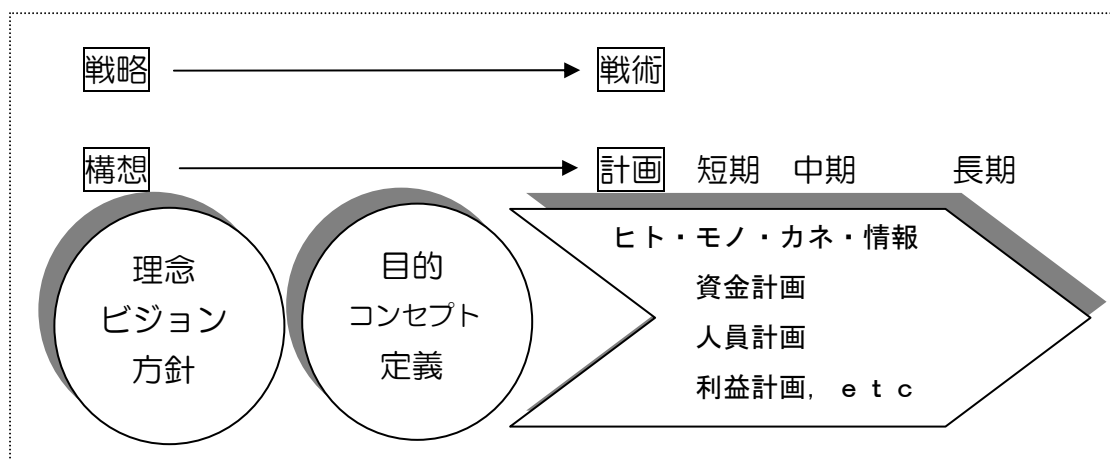 戦略 戦術
構想 計画 短期 中期 長期
理念
ビジョン
方針
目的
コンセプト
定義
ヒト・モノ・カネ・情報
資金計画
人員計画
利益計画, ｅｔｃ